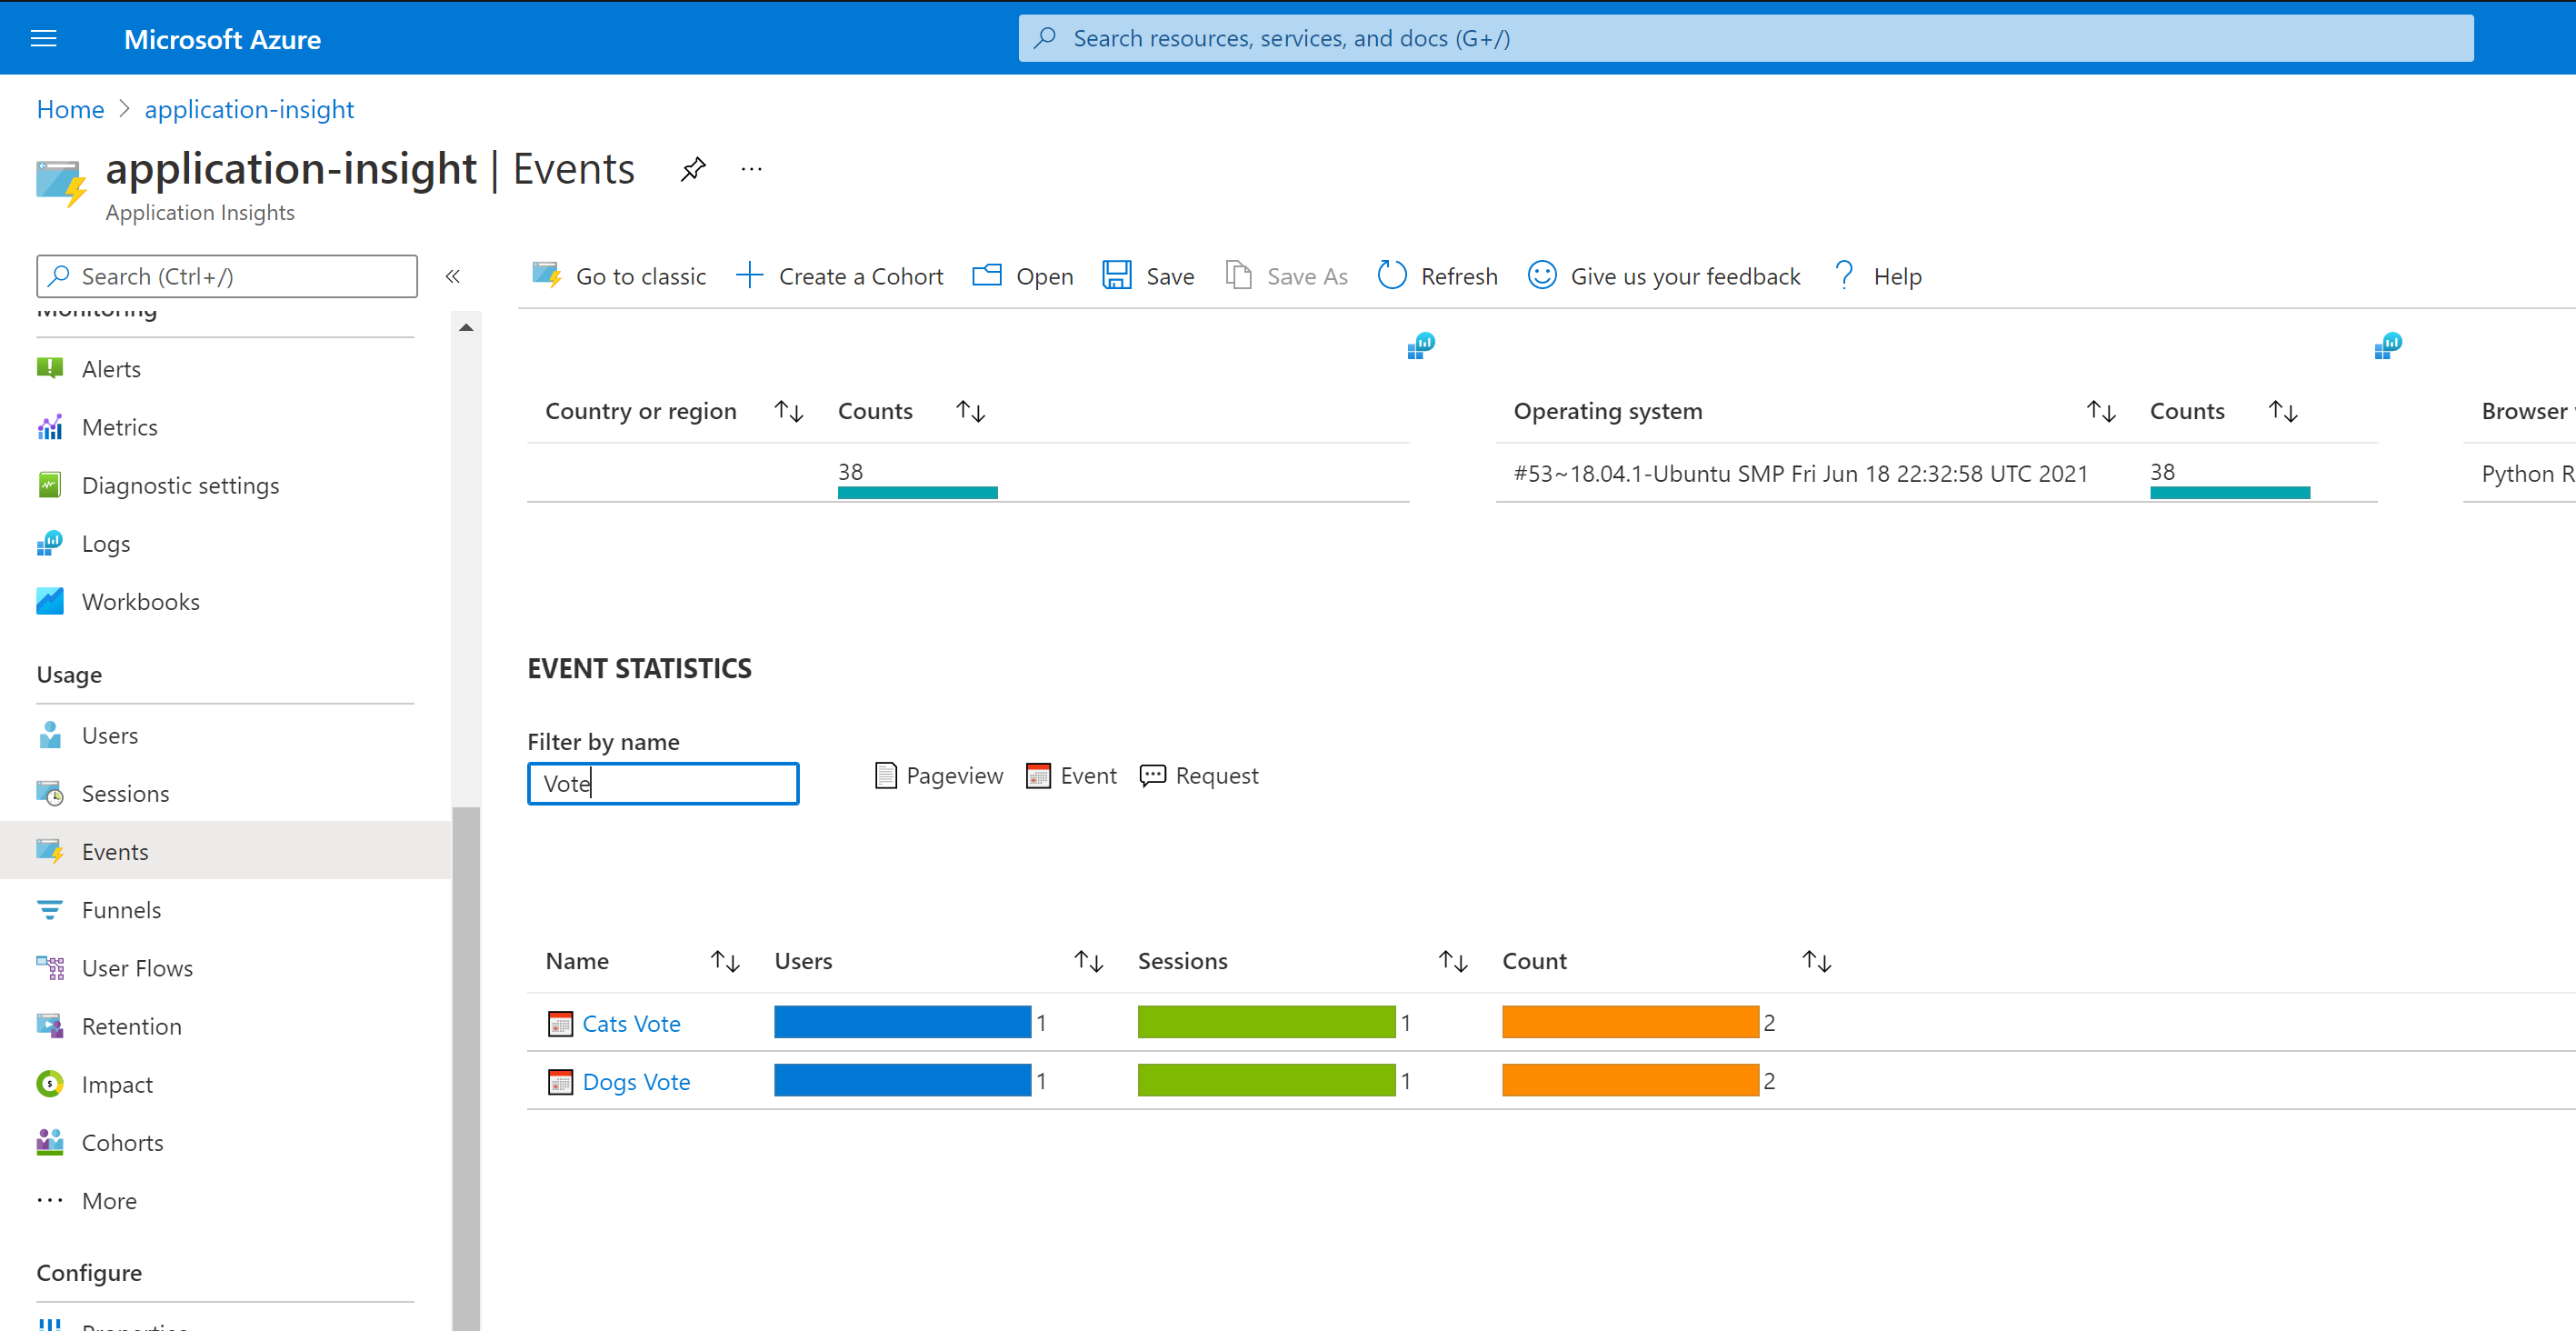 Microsoft Azure
Search resources, services, and docs (G+/)
Home > application-insight
application-insight | Events
Application Insights
Search (Ctrl+/)
Go to classic
Create a Cohort
Open
Save
Save As
Refresh
Give us your feedback
Help
Monitoring
Alerts
Metrics
Diagnostic settings
Logs
Workbooks
Usage
Users
Sessions
Events
Funnels
User Flows
Retention
Impact
Cohorts
More
Configure
Properties
Country or region Counts
38
Operating system Counts
#53~18.04.1-Ubuntu SMP Fri Jun 18 22:32:58 UTC 2021 38
Browser
Python R
EVENT STATISTICS
Filter by name
Vote
Pageview Event Request
Name Users Sessions Count
Cats Vote 1 1 2
Dogs Vote 1 1 2